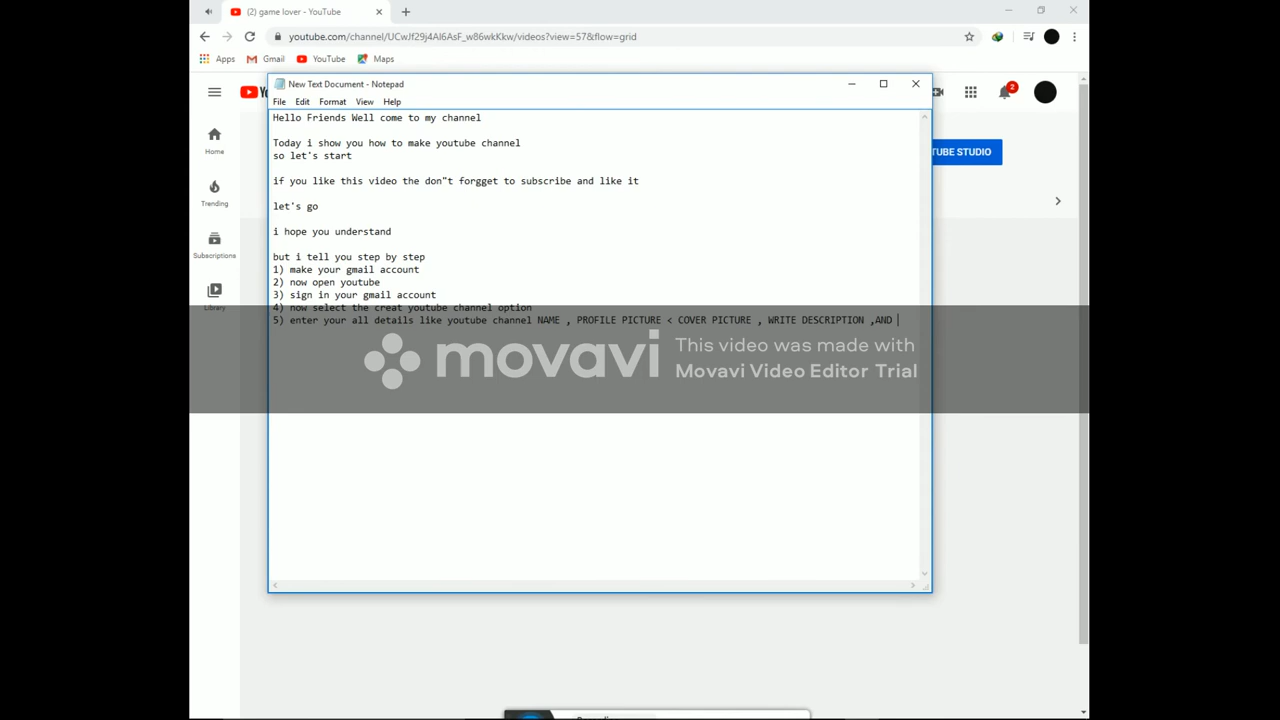 (2) game lover - YouTube
youtube.com/channel/UCwJf29j4Al6AsF_w86wkKkw/videos?view=57&flow=grid
Apps Gmail YouTube Maps
New Text Document - Notepad
File Edit Format View Help
2
Hello Friends Well come to my channel
Today i show you how to make youtube channel
so let's start
if you like this video the don"t forgget to subscribe and like it
let's go
i hope you understand
but i tell you step by step
1) make your gmail account
2) now open youtube
3) sign in your gmail account
4) now select the creat youtube channel option
5) enter your all details like youtube channel NAME , PROFILE PICTURE < COVER PICTURE , WRITE DESCRIPTION ,AND
Home
Trending
Subscriptions
Library
TUBE STUDIO
movavi
This video was made with
Movavi Video Editor Trial